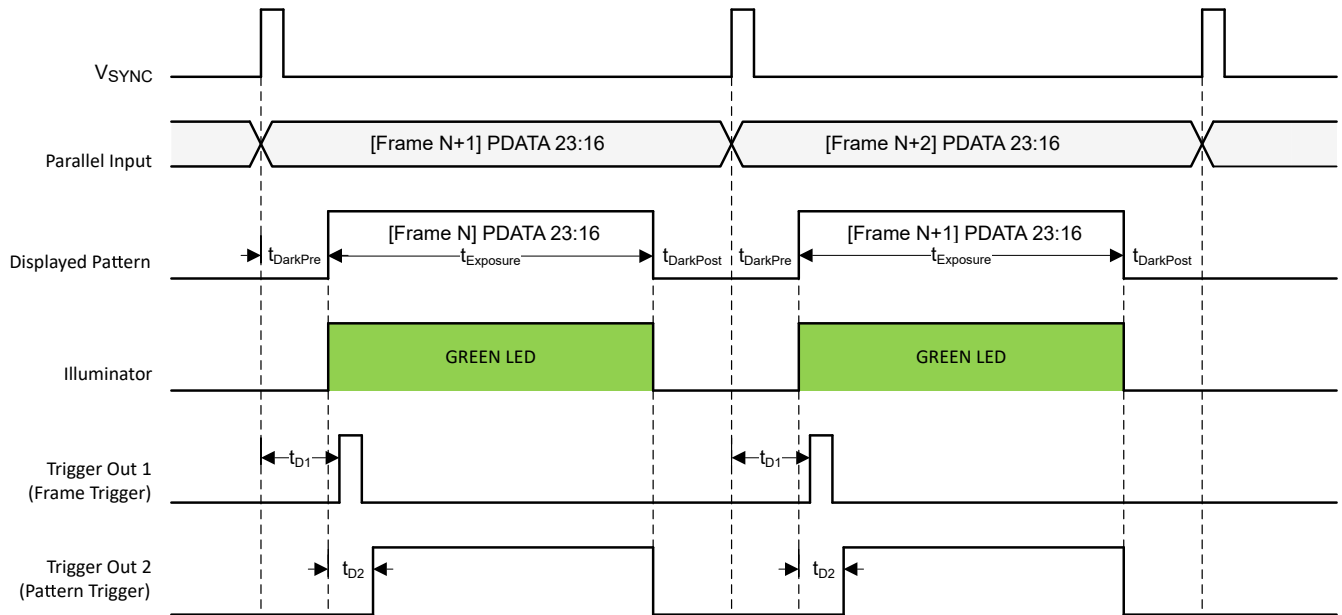 VSYNC
Parallel Input
[Frame N+1] PDATA 23:16
[Frame N+2] PDATA 23:16
Displayed Pattern
tDarkPre
[Frame N] PDATA 23:16
tExposure
tDarkPost
tDarkPre
[Frame N+1] PDATA 23:16
tExposure
tDarkPost
Illuminator
GREEN LED
GREEN LED
Trigger Out 1
(Frame Trigger)
tD1
tD1
Trigger Out 2
(Pattern Trigger)
tD2
tD2